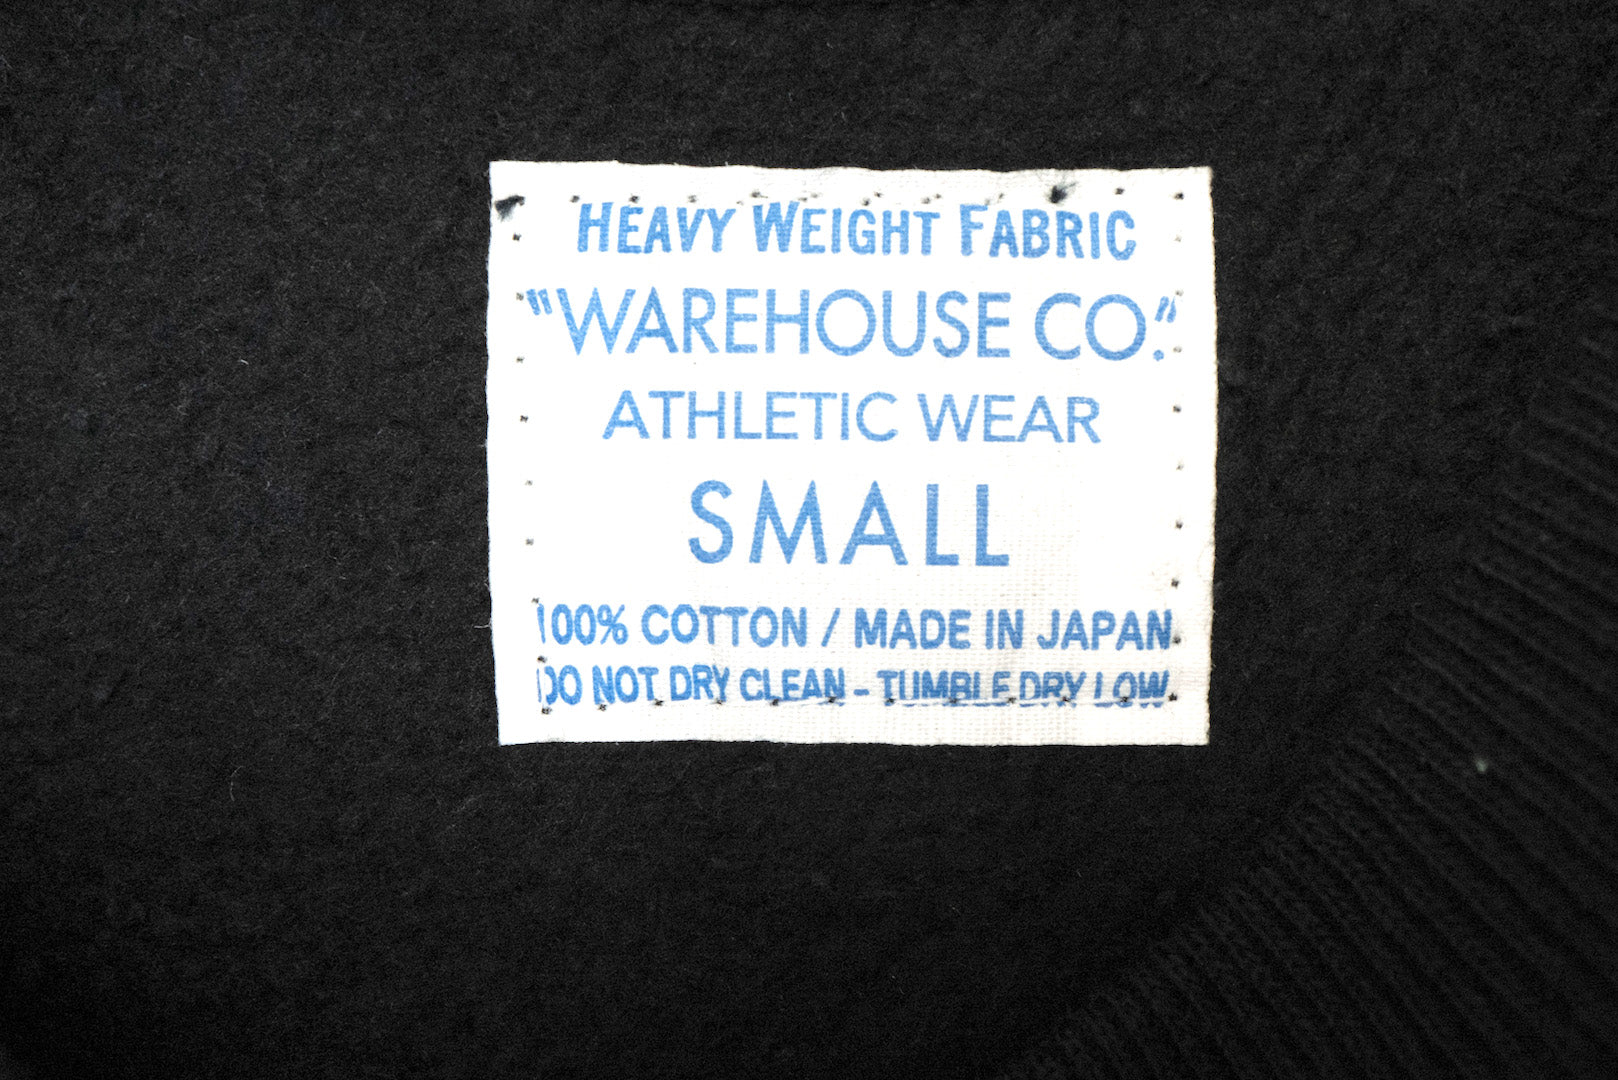 HEAVY WEIGHT FABRIC
"WAREHOUSE CO."
ATHLETIC WEAR
SMALL
100% COTTON / MADE IN JAPAN
DO NOT DRY CLEAN - TUMBLE DRY LOW